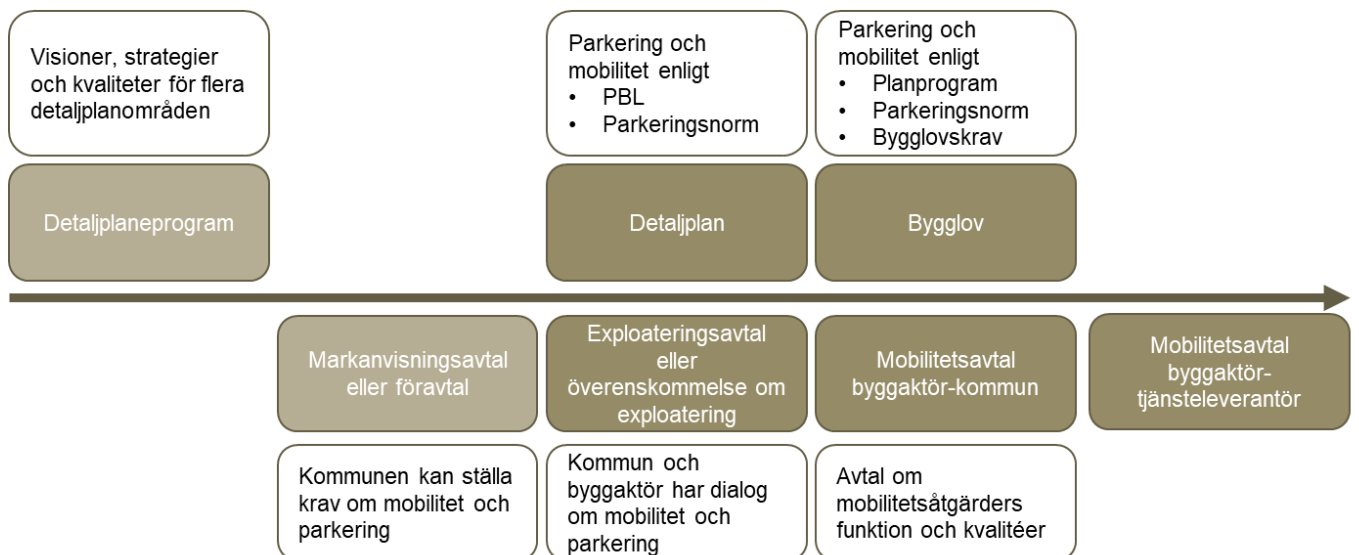 Visioner, strategier
och kvaliteter för flera
detaljplanområden
Parkering och
mobilitet enligt
• PBL
• Parkeringsnorm
Parkering och
mobilitet enligt
• Planprogram
• Parkeringsnorm
• Bygglovskrav
Detaljplaneprogram
Detaljplan
Bygglov
Markanvisningsavtal
eller föravtal
Exploateringsavtal
eller
överenskommelse om
exploatering
Mobilitetsavtal
byggaktör-kommun
Mobilitetsavtal
byggaktör-
tjänsteleverantör
Kommunen kan ställa
krav om mobilitet och
parkering
Kommun och
byggaktör har dialog
om mobilitet och
parkering
Avtal om
mobilitetsåtgärders
funktion och kvalitéer